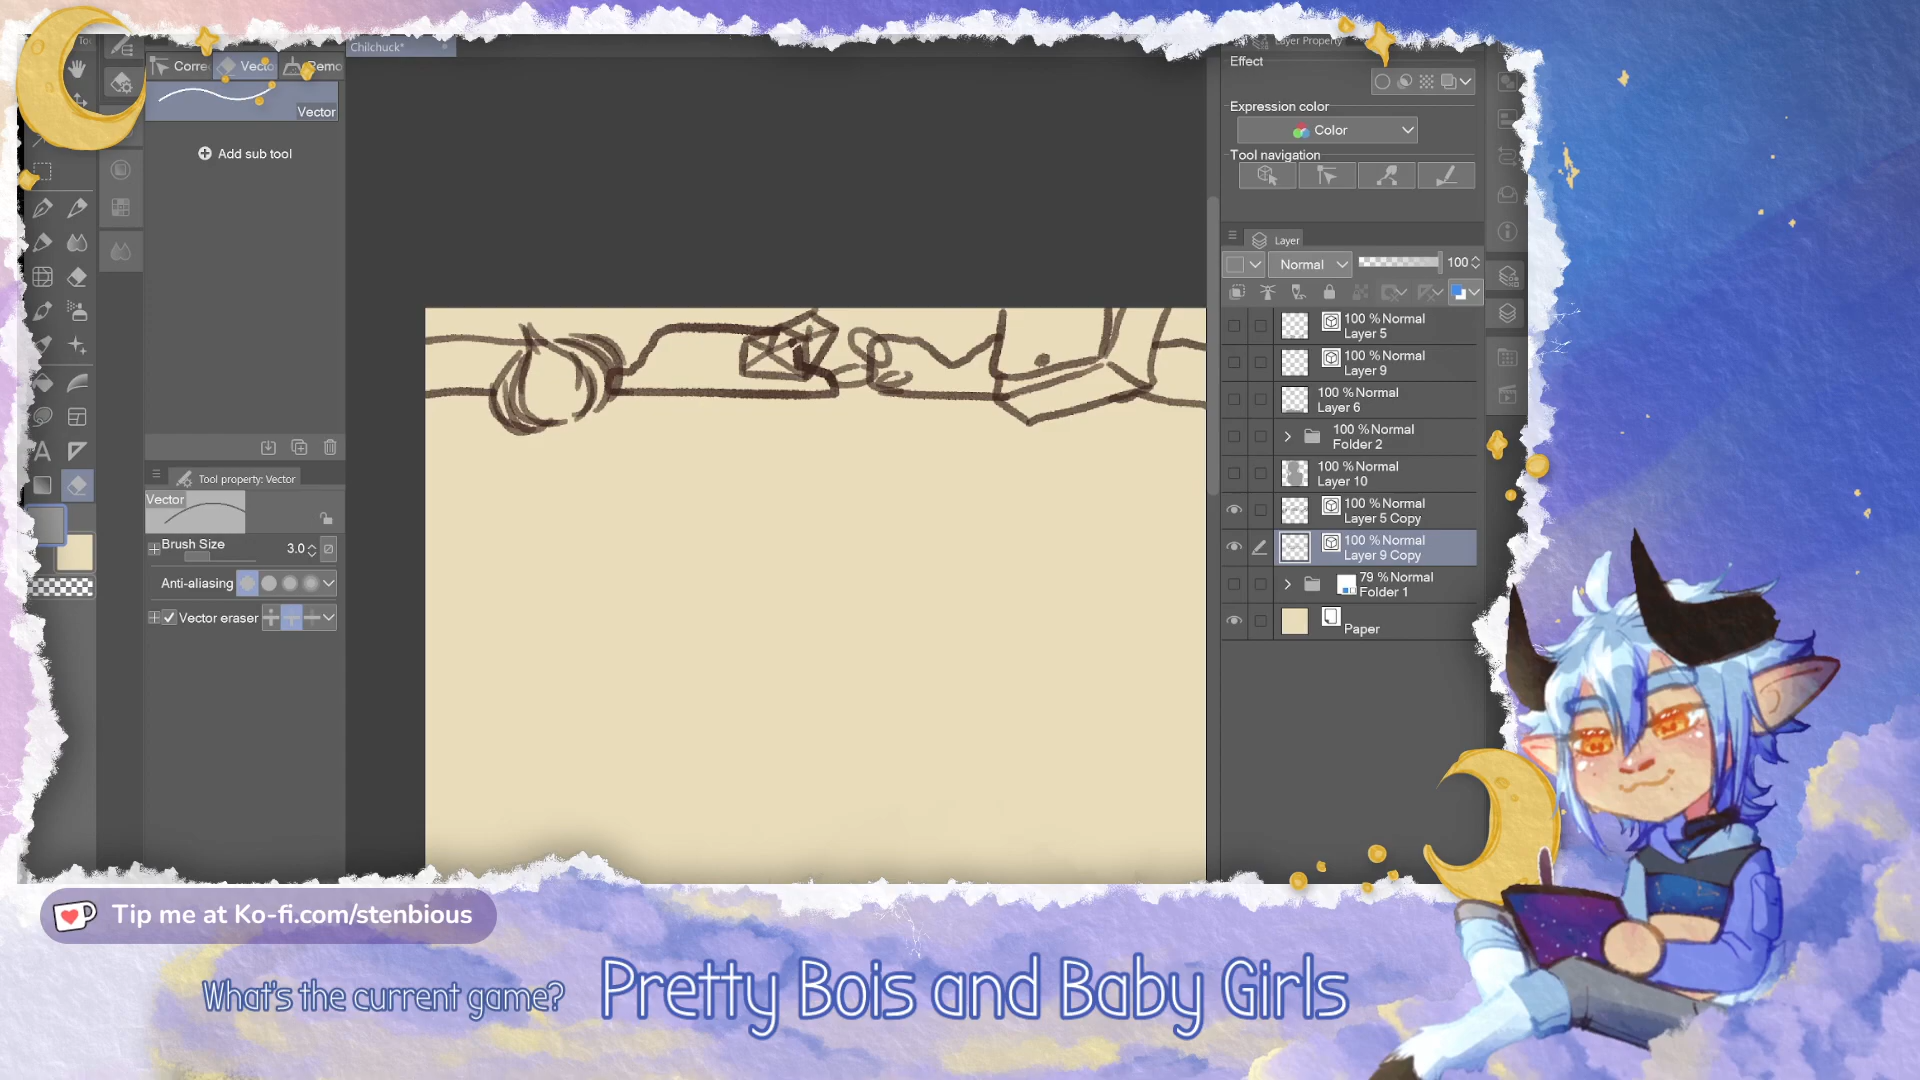 Chilchuck*
Layer Property
Corre
Vecto
Remo
Vector
Add sub tool
Tool property: Vector
Vector
Brush Size
3.0
Anti-aliasing
Vector eraser
Effect
Expression color
Color
Tool navigation
Layer
Normal
100
100 %Normal
Layer 5
100 %Normal
Layer 9
100 %Normal
Layer 6
100 %Normal
Folder 2
100 %Normal
Layer 10
100 %Normal
Layer 5 Copy
100 %Normal
Layer 9 Copy
79 %Normal
Folder 1
Paper
Tip me at Ko-fi.com/stenbious
What's the current game?
Pretty Bois and Baby Girls